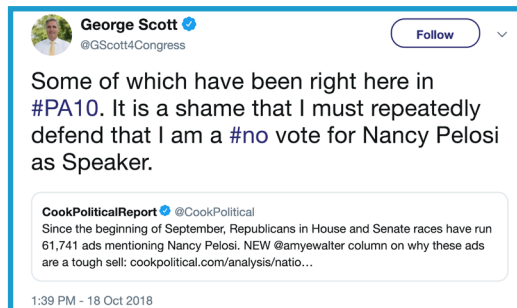 George Scott
@GScott4Congress
Follow
Some of which have been right here in
#PA10. It is a shame that I must repeatedly
defend that I am a #no vote for Nancy Pelosi
as Speaker.
CookPoliticalReport @CookPolitical
Since the beginning of September, Republicans in House and Senate races have run
61,741 ads mentioning Nancy Pelosi. NEW @amyewalter column on why these ads
are a tough sell: cookpolitical.com/analysis/natio…
1:39 PM - 18 Oct 2018